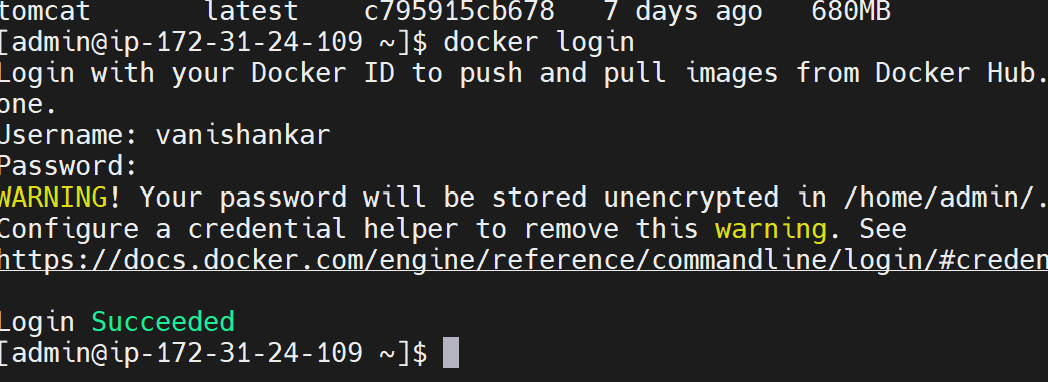 tomcat latest c795915cb678 7 days ago 680MB
[admin@ip-172-31-24-109 ~]$ docker login
Login with your Docker ID to push and pull images from Docker Hub.
one.
Username: vanishankar
Password:
WARNING! Your password will be stored unencrypted in /home/admin/.
Configure a credential helper to remove this warning. See
https://docs.docker.com/engine/reference/commandline/login/#creden
Login Succeeded
[admin@ip-172-31-24-109 ~]$